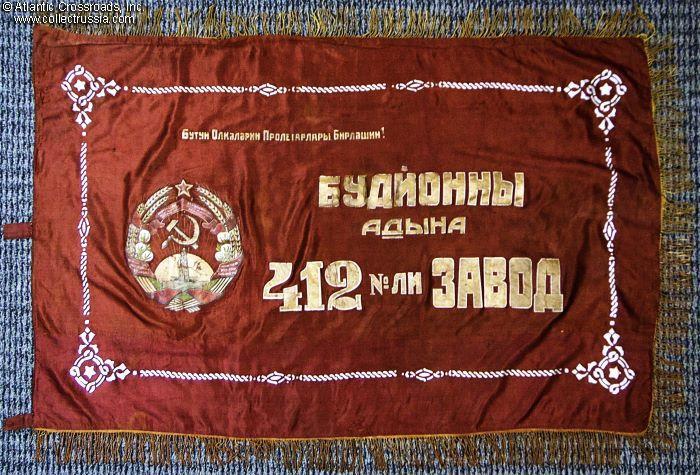 © Atlantic Crossroads, Inc.
www.collectrussia.com
Бутун Олкаларин Пролетарлары Бирлашин!
БУДЙОННЫ
АДЫНА
412 № ЛИ ЗАВОД